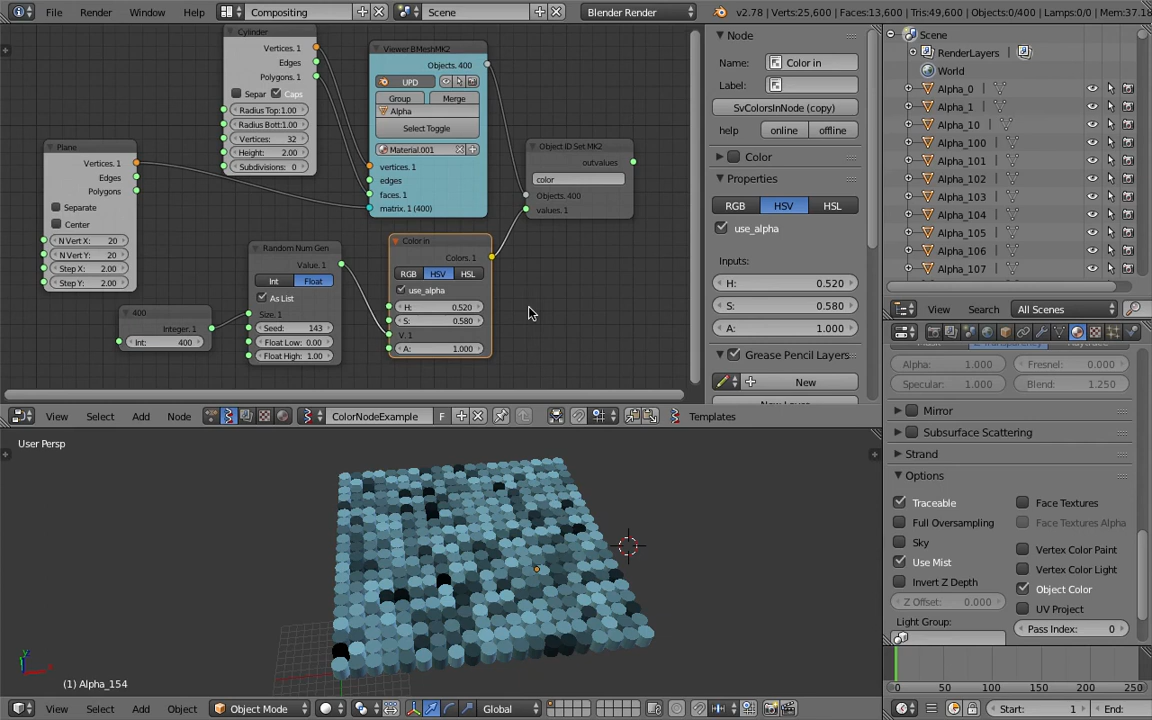 File Render Window Help Compositing Scene Blender Render v2.78 | Verts:25,600 | Faces:13,600 | Tris:49,600 | Objects:0/400 | Lamps:0/0 | Mem:37.18
Cylinder
Vertices. 1
Edges
Polygons. 1
Separ Caps
Radius Top:1.00
Radius Bott:1.00
Vertices: 32
Height: 2.00
Subdivisions: 0
Viewer BMeshMK2
Objects. 400
UPD
Group Merge
Alpha
Select Toggle
Material.001
vertices. 1
edges
faces. 1
matrix. 1 (400)
Plane
Vertices. 1
Edges
Polygons
Separate
Center
N Vert X: 20
N Vert Y: 20
Step X: 2.00
Step Y: 2.00
Object ID Set MK2
outvalues
color
Objects. 400
values. 1
Random Num Gen
Value. 1
Int Float
As List
Size. 1
Seed: 143
Float Low: 0.00
Float High: 1.00
Color in
Colors. 1
RGB HSV HSL
use_alpha
H: 0.520
S: 0.580
V. 1
A: 1.000
400
Integer. 1
Int: 400
Node
Name: Color in
Label:
SvColorsInNode (copy)
help online offline
Color
Properties
RGB HSV HSL
use_alpha
Inputs:
H: 0.520
S: 0.580
A: 1.000
Grease Pencil Layers
New
Scene
RenderLayers |
World
Alpha_0 |
Alpha_1 |
Alpha_10 |
Alpha_100 |
Alpha_101 |
Alpha_102 |
Alpha_103 |
Alpha_104 |
Alpha_105 |
Alpha_106 |
Alpha_107 |
View Search All Scenes
Alpha: 1.000 Fresnel: 0.000
Specular: 1.000 Blend: 1.250
Mirror
Subsurface Scattering
Strand
Options
Traceable Face Textures
Full Oversampling Face Textures Alpha
Sky
Use Mist Vertex Color Paint
Invert Z Depth Vertex Color Light
Z Offset: 0.000 Object Color
Light Group: UV Project
Pass Index: 0
View Select Add Node ColorNodeExample F Templates
User Persp
(1) Alpha_154
View Select Add Object Object Mode Global
0 50 100 150 200 250
Start: 1 End: